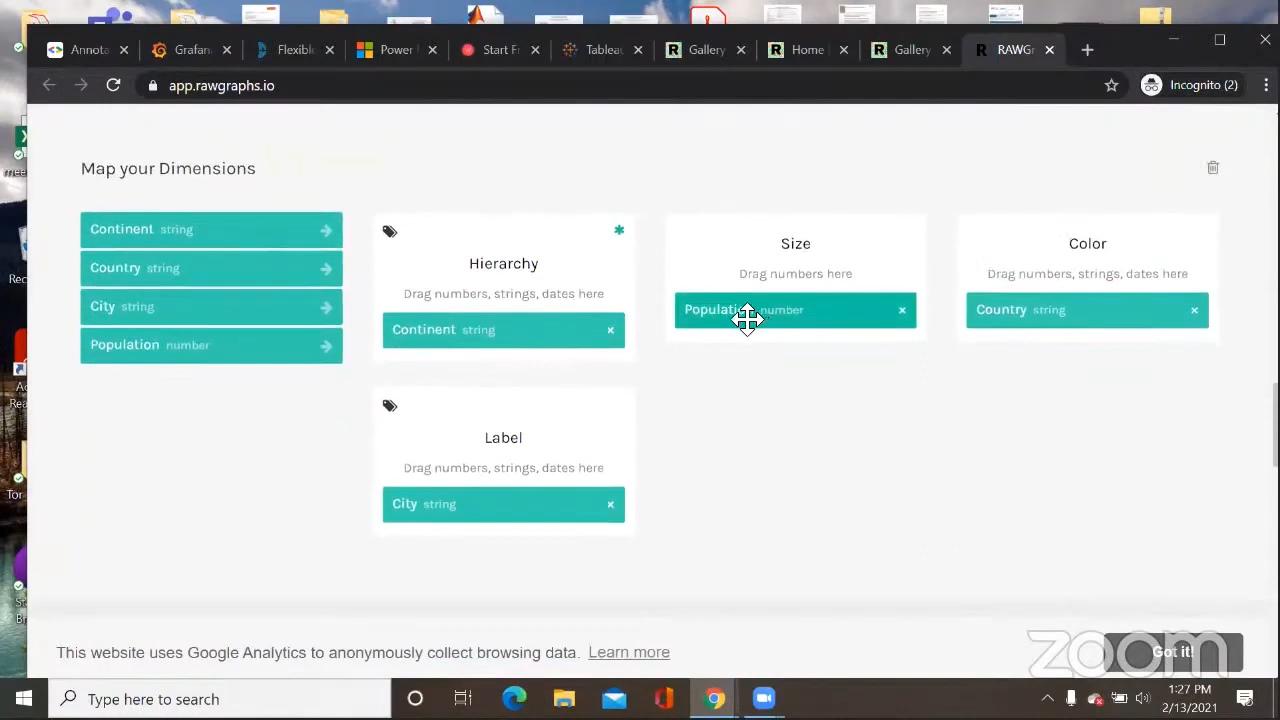 Annota
Grafan
Flexibl
Power
Start Fr
Tableau
Gallery
Home
Gallery
RAWGr
app.rawgraphs.io
Incognito (2)
Map your Dimensions
Continent string
Country string
City string
Population number
Hierarchy
Drag numbers, strings, dates here
Continent string
Size
Drag numbers here
number
Color
Drag numbers, strings, dates here
Country string
Label
Drag numbers, strings, dates here
City string
This website uses Google Analytics to anonymously collect browsing data. Learn more
Got it!
zoom
Type here to search
1:27 PM
2/13/2021